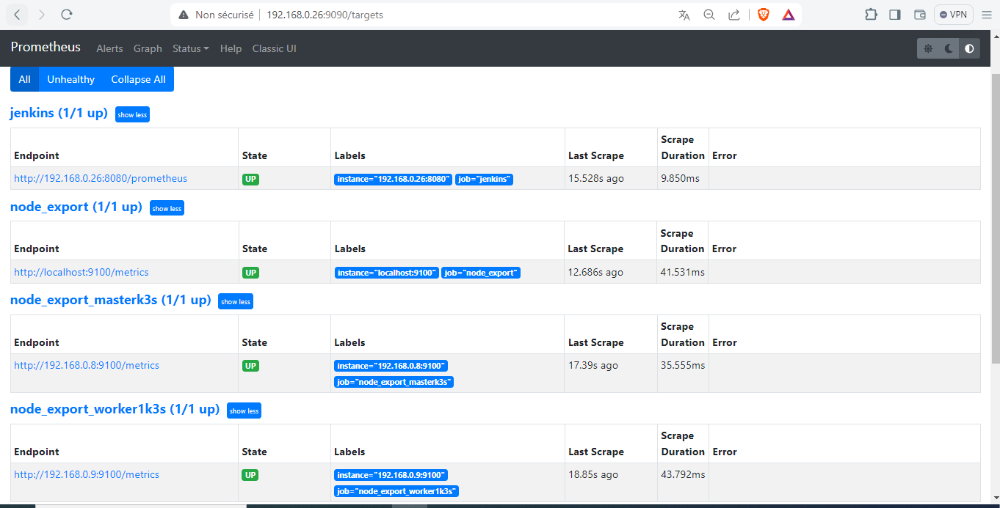 Non sécurisé 192.168.0.26:9090/targets VPN
Prometheus Alerts Graph Status Help Classic UI
All Unhealthy Collapse All
jenkins (1/1 up) show less
Endpoint State Labels Last Scrape Scrape Duration Error
http://192.168.0.26:8080/prometheus UP instance="192.168.0.26:8080" job="jenkins" 15.528s ago 9.850ms
node_export (1/1 up) show less
Endpoint State Labels Last Scrape Scrape Duration Error
http://localhost:9100/metrics UP instance="localhost:9100" job="node_export" 12.686s ago 41.531ms
node_export_masterk3s (1/1 up) show less
Endpoint State Labels Last Scrape Scrape Duration Error
http://192.168.0.8:9100/metrics UP instance="192.168.0.8:9100" 17.39s ago 35.555ms
job="node_export_masterk3s"
node_export_worker1k3s (1/1 up) show less
Endpoint State Labels Last Scrape Scrape Duration Error
http://192.168.0.9:9100/metrics UP instance="192.168.0.9:9100" 18.85s ago 43.792ms
job="node_export_worker1k3s"